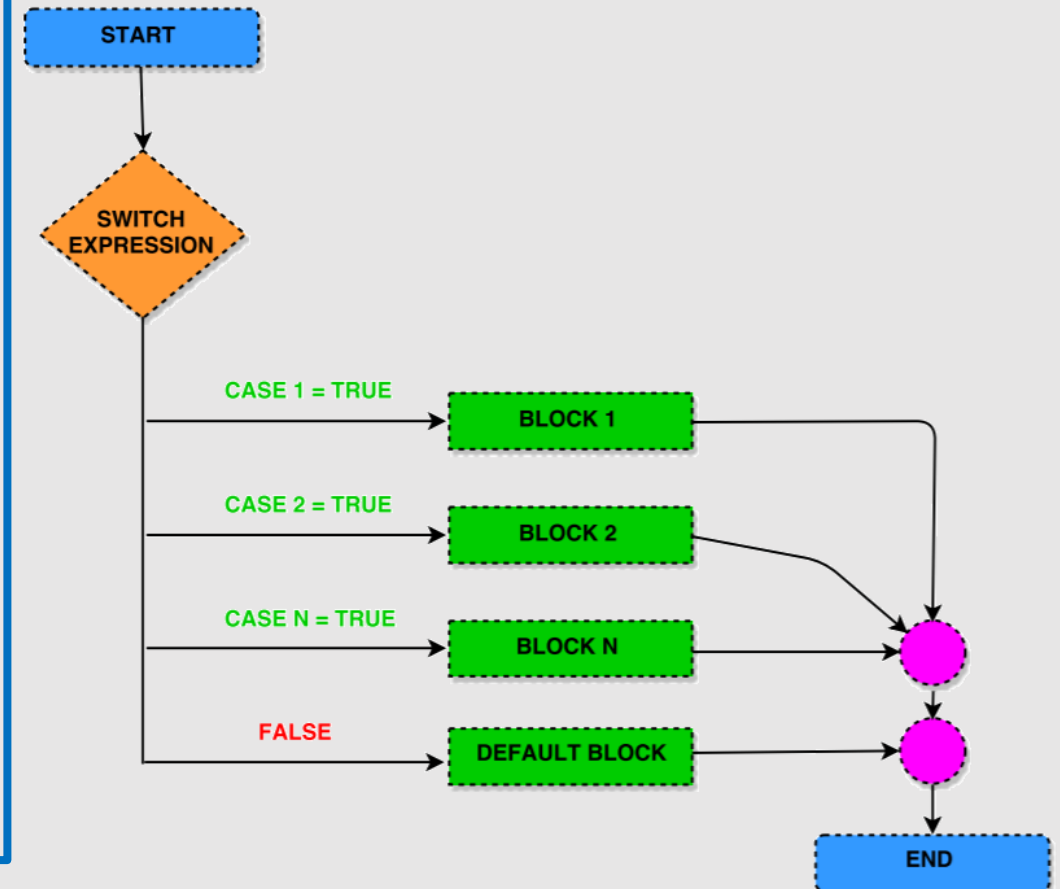 START
SWITCH
EXPRESSION
CASE 1 = TRUE
BLOCK 1
CASE 2 = TRUE
BLOCK 2
CASE N = TRUE
BLOCK N
FALSE
DEFAULT BLOCK
END